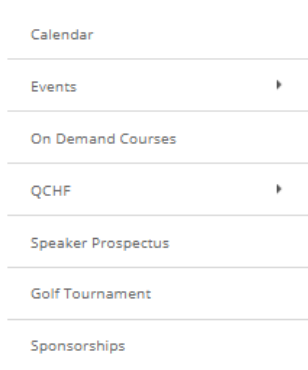 Calendar
Events
On Demand Courses
QCHF
Speaker Prospectus
Golf Tournament
Sponsorships